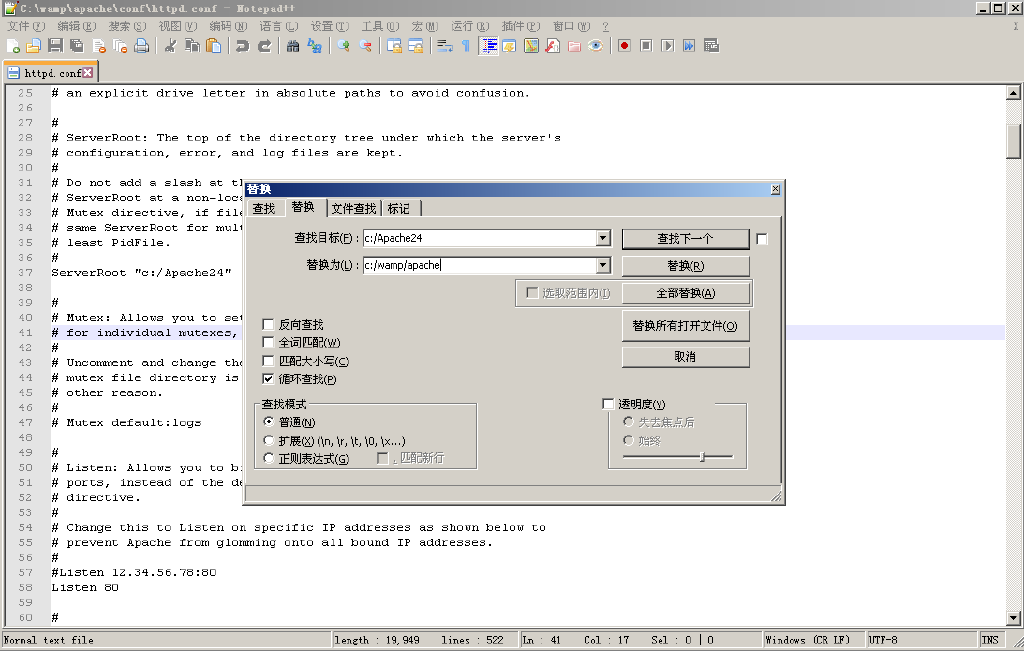 C:\wamp\apache\conf\httpd.conf - Notepad++
文件(F) 编辑(E) 搜索(S) 视图(V) 编码(N) 语言(L) 设置(T) 工具(O) 宏(M) 运行(R) 插件(P) 窗口(W) ?
httpd.conf
25 # an explicit drive letter in absolute paths to avoid confusion.
26
27 #
28 # ServerRoot: The top of the directory tree under which the server's
29 # configuration, error, and log files are kept.
30 #
31 # Do not add a slash at th
32 # ServerRoot at a non-loca
33 # Mutex directive, if file
34 # same ServerRoot for mult
35 # least PidFile.
36 #
37 ServerRoot "c:/Apache24"
38
39 #
40 # Mutex: Allows you to set
41 # for individual mutexes,
42 #
43 # Uncomment and change the
44 # mutex file directory is
45 # other reason.
46 #
47 # Mutex default:logs
48
49 #
50 # Listen: Allows you to bi
51 # ports, instead of the de
52 # directive.
53 #
54 # Change this to Listen on specific IP addresses as shown below to
55 # prevent Apache from glomming onto all bound IP addresses.
56 #
57 #Listen 12.34.56.78:80
58 Listen 80
59
60 #
替换
查找 替换 文件查找 标记
查找目标(F) : c:/Apache24 查找下一个
替换为(L) : c:/wamp/apache 替换(R)
选取范围内(I) 全部替换(A)
反向查找 替换所有打开文件(O)
全词匹配(W)
匹配大小写(C) 取消
循环查找(P)
查找模式 透明度(Y)
普通(N) 失去焦点后
扩展(X) (\n, \r, \t, \0, \x...) 始终
正则表达式(G) . 匹配新行
Normal text file length : 19,949 lines : 522 Ln : 41 Col : 17 Sel : 0 | 0 Windows (CR LF) UTF-8 INS